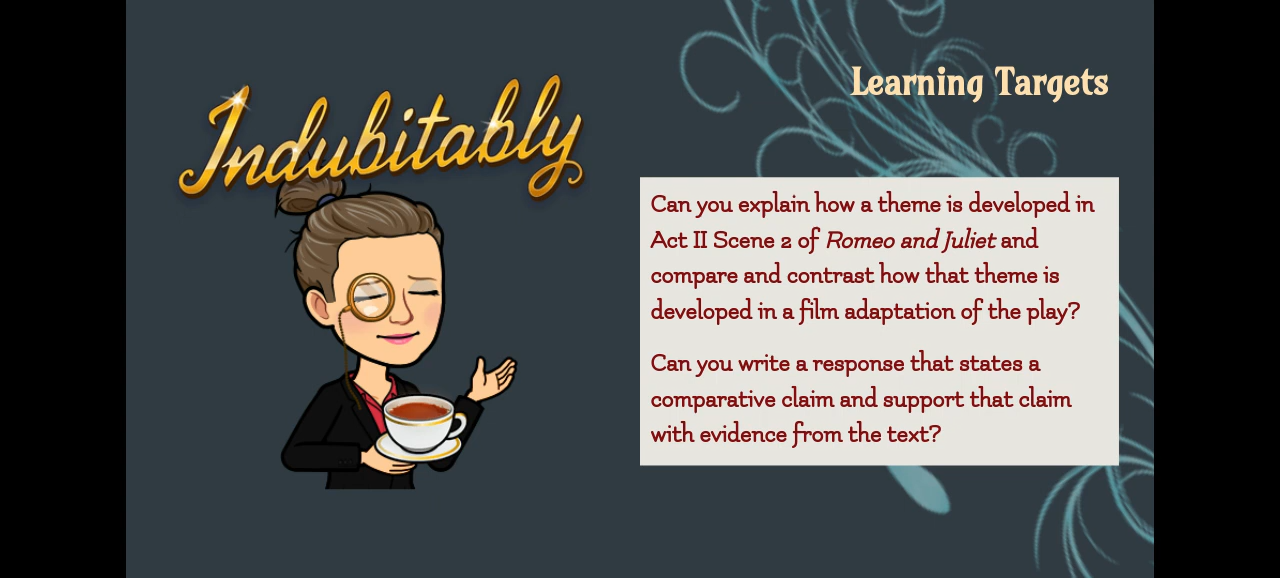 Indubitably
Learning Targets
Can you explain how a theme is developed in
Act II Scene 2 of Romeo and Juliet and
compare and contrast how that theme is
developed in a film adaptation of the play?
Can you write a response that states a
comparative claim and support that claim
with evidence from the text?